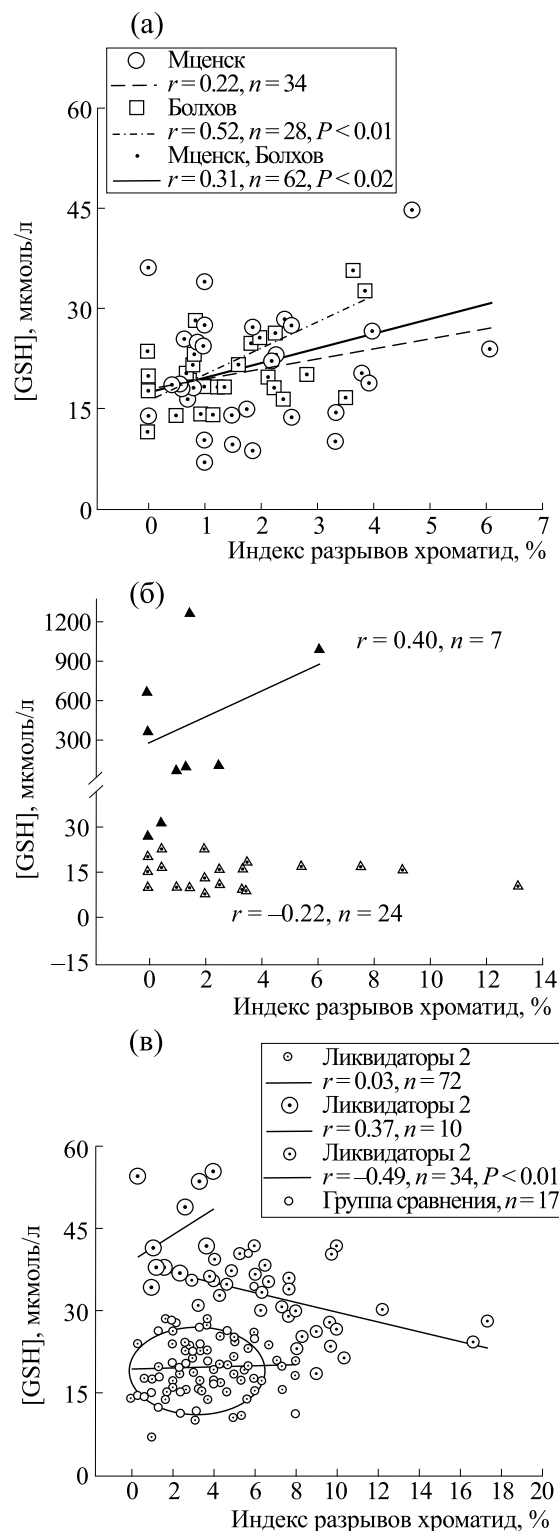 (а)
Мценск
r = 0.22, n = 34
Болхов
r = 0.52, n = 28, P < 0.01
Мценск, Болхов
r = 0.31, n = 62, P < 0.02
[GSH], мкмоль/л
60
45
30
15
0
0 1 2 3 4 5 6 7
Индекс разрывов хроматид, %
(б)
[GSH], мкмоль/л
1200
900
600
300
30
15
0
–15
r = 0.40, n = 7
r = –0.22, n = 24
0 2 4 6 8 10 12 14
Индекс разрывов хроматид, %
(в)
Ликвидаторы 2
r = 0.03, n = 72
Ликвидаторы 2
r = 0.37, n = 10
Ликвидаторы 2
r = –0.49, n = 34, P < 0.01
Группа сравнения, n = 17
[GSH], мкмоль/л
60
45
30
15
0
0 2 4 6 8 10 12 14 16 18 20
Индекс разрывов хроматид, %